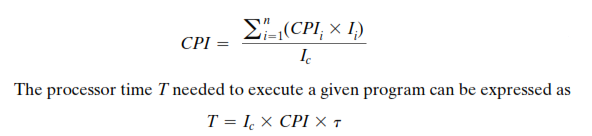 CPI = Σⁿᵢ₌₁(CPIᵢ × Iᵢ) / I꜀
The processor time T needed to execute a given program can be expressed as
T = I꜀ × CPI × τ